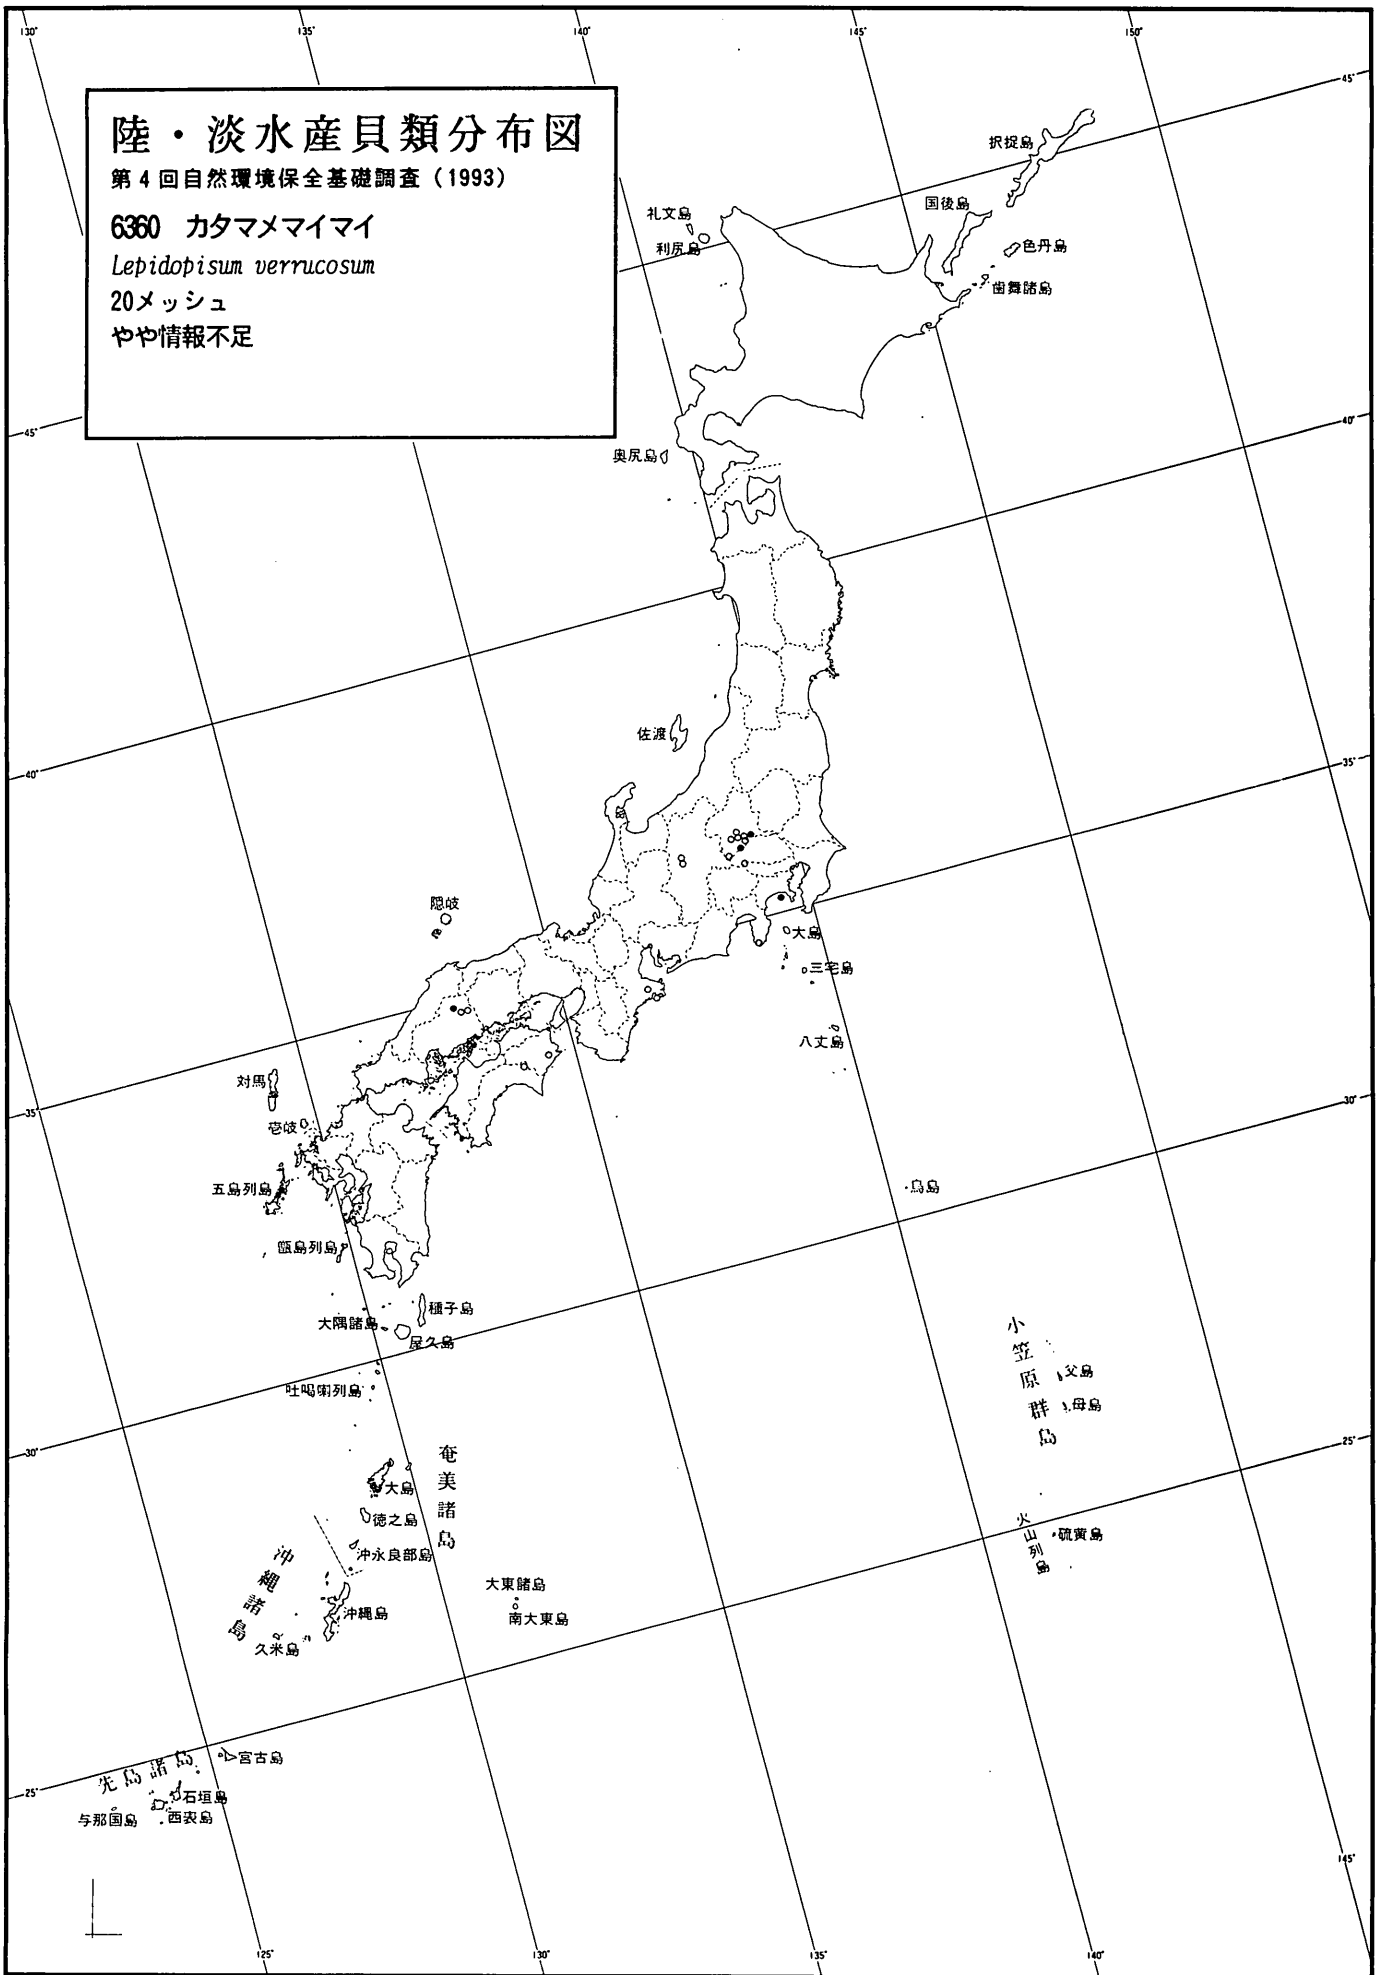 130°
135°
140°
145°
150°
陸・淡水産貝類分布図
第4回自然環境保全基礎調査（1993）
6360 カタマメマイマイ
Lepidopisum verrucosum
20メッシュ
やや情報不足
45°
択捉島
礼文島
国後島
利尻島
色丹島
歯舞諸島
40°
45°
奥尻島
佐渡
35°
40°
隠岐
大島
三宅島
八丈島
対馬
30°
35°
壱岐
五島列島
鳥島
甑島列島
種子島
大隅諸島
屋久島
小笠原群島
父島
吐噶喇列島
母島
25°
30°
奄美諸島
大島
徳之島
火山列島
硫黄島
沖永良部島
沖縄諸島
大東諸島
沖縄島
南大東島
久米島
先島諸島
宮古島
25°
石垣島
与那国島
西表島
145°
125°
130°
135°
140°